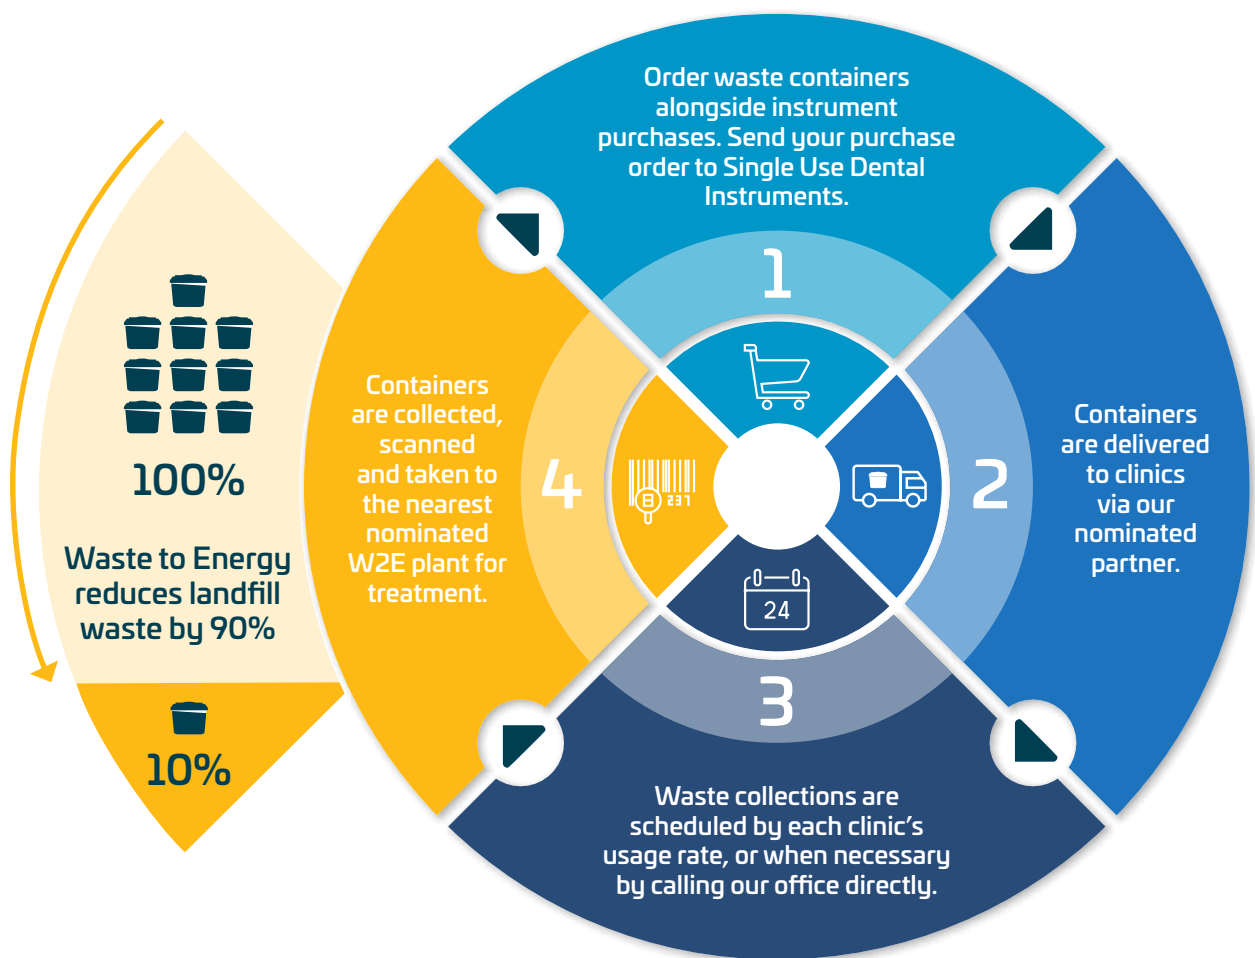 Order waste containers
alongside instrument
purchases. Send your purchase
order to Single Use Dental
Instruments.
1
Containers
are delivered
to clinics
via our
nominated
partner.
2
24
3
Waste collections are
scheduled by each clinic's
usage rate, or when necessary
by calling our office directly.
Containers
are collected,
scanned
and taken to
the nearest
nominated
W2E plant for
treatment.
4
8 237
100%
Waste to Energy
reduces landfill
waste by 90%
10%